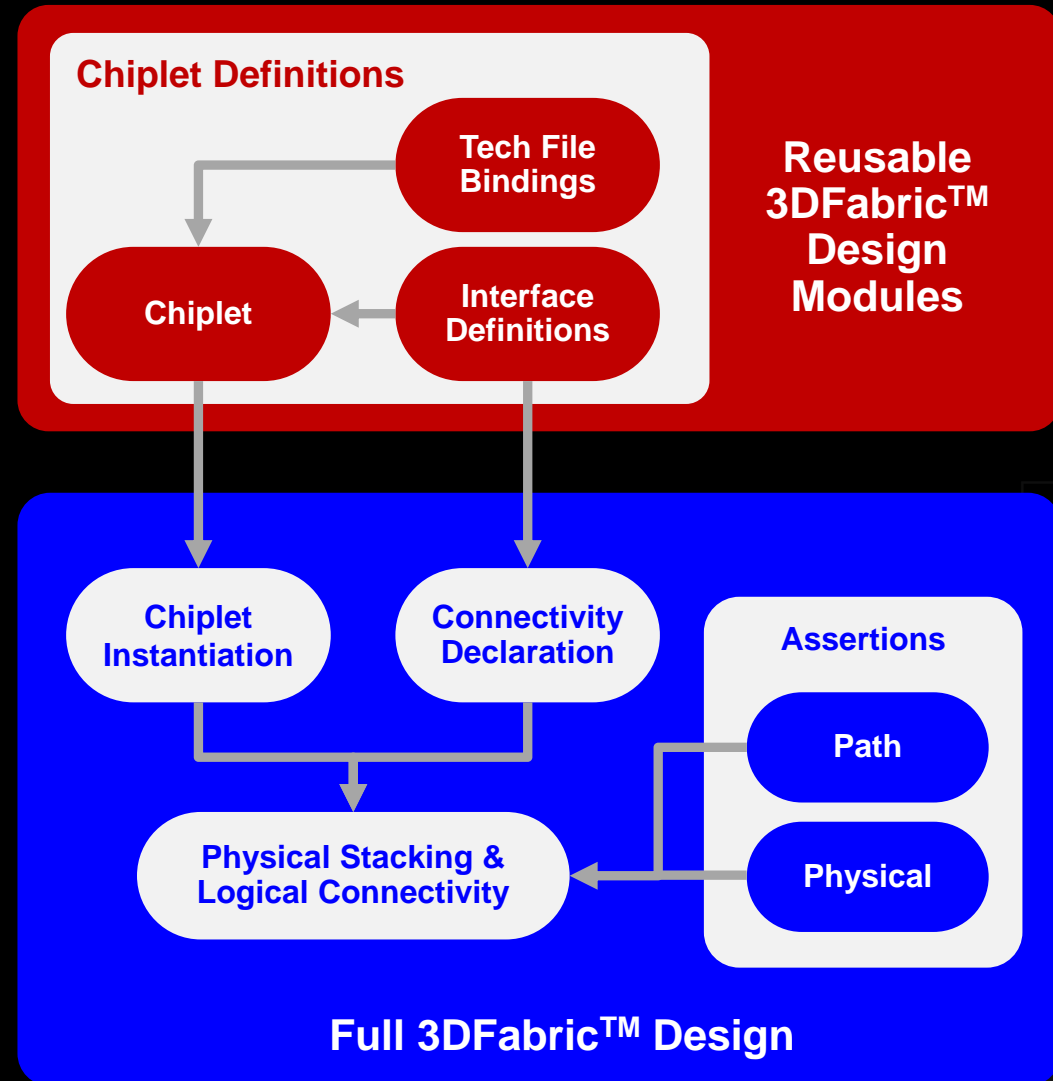 Chiplet Definitions
Tech File
Bindings
Chiplet
Interface
Definitions
Reusable
3DFabric™
Design
Modules
Chiplet
Instantiation
Connectivity
Declaration
Assertions
Path
Physical
Physical Stacking &
Logical Connectivity
Full 3DFabric™ Design